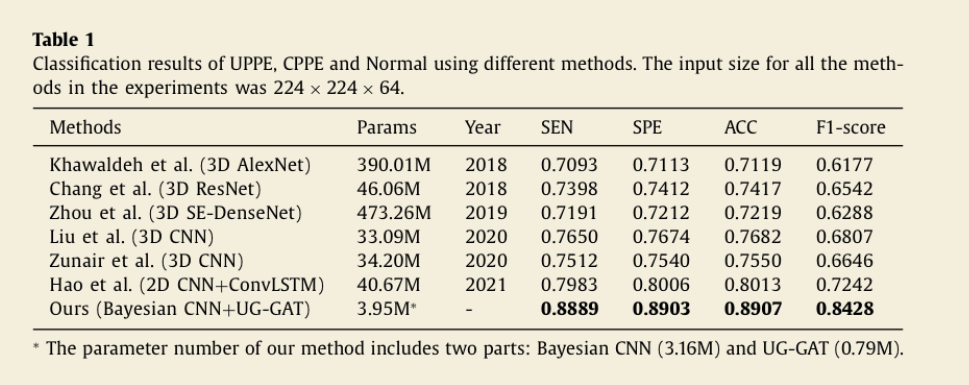 Table 1
Classification results of UPPE, CPPE and Normal using different methods. The input size for all the meth-
ods in the experiments was 224 × 224 × 64.
Methods Params Year SEN SPE ACC F1-score
Khawaldeh et al. (3D AlexNet) 390.01M 2018 0.7093 0.7113 0.7119 0.6177
Chang et al. (3D ResNet) 46.06M 2018 0.7398 0.7412 0.7417 0.6542
Zhou et al. (3D SE-DenseNet) 473.26M 2019 0.7191 0.7212 0.7219 0.6288
Liu et al. (3D CNN) 33.09M 2020 0.7650 0.7674 0.7682 0.6807
Zunair et al. (3D CNN) 34.20M 2020 0.7512 0.7540 0.7550 0.6646
Hao et al. (2D CNN+ConvLSTM) 40.67M 2021 0.7983 0.8006 0.8013 0.7242
Ours (Bayesian CNN+UG-GAT) 3.95M* - 0.8889 0.8903 0.8907 0.8428
* The parameter number of our method includes two parts: Bayesian CNN (3.16M) and UG-GAT (0.79M).